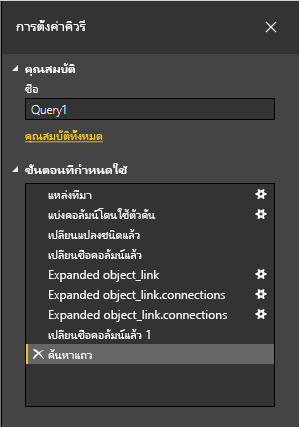 การตั้งค่าคิวรี
คุณสมบัติ
ชื่อ
Query1
คุณสมบัติทั้งหมด
ขั้นตอนที่กำหนดใช้
แหล่งที่มา
แบ่งคอลัมน์โดนใช้ตัวคั่น
เปลี่ยนแปลงชนิดแล้ว
เปลี่ยนชื่อคอลัมน์แล้ว
Expanded object_link
Expanded object_link.connections
Expanded object_link.connections
เปลี่ยนชื่อคอลัมน์แล้ว 1
ค้นหาแถว